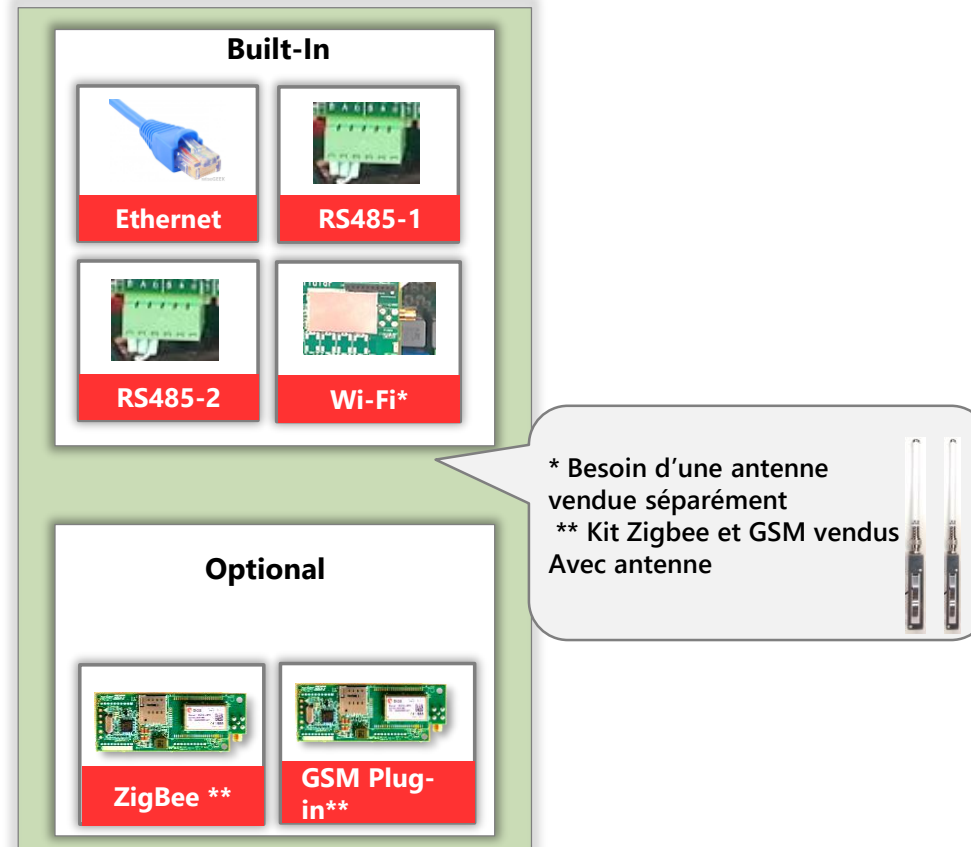 Built-In
Ethernet
RS485-1
RS485-2
Wi-Fi*
* Besoin d’une antenne
vendue séparément
** Kit Zigbee et GSM vendus
Avec antenne
Optional
ZigBee **
GSM Plug-
in**